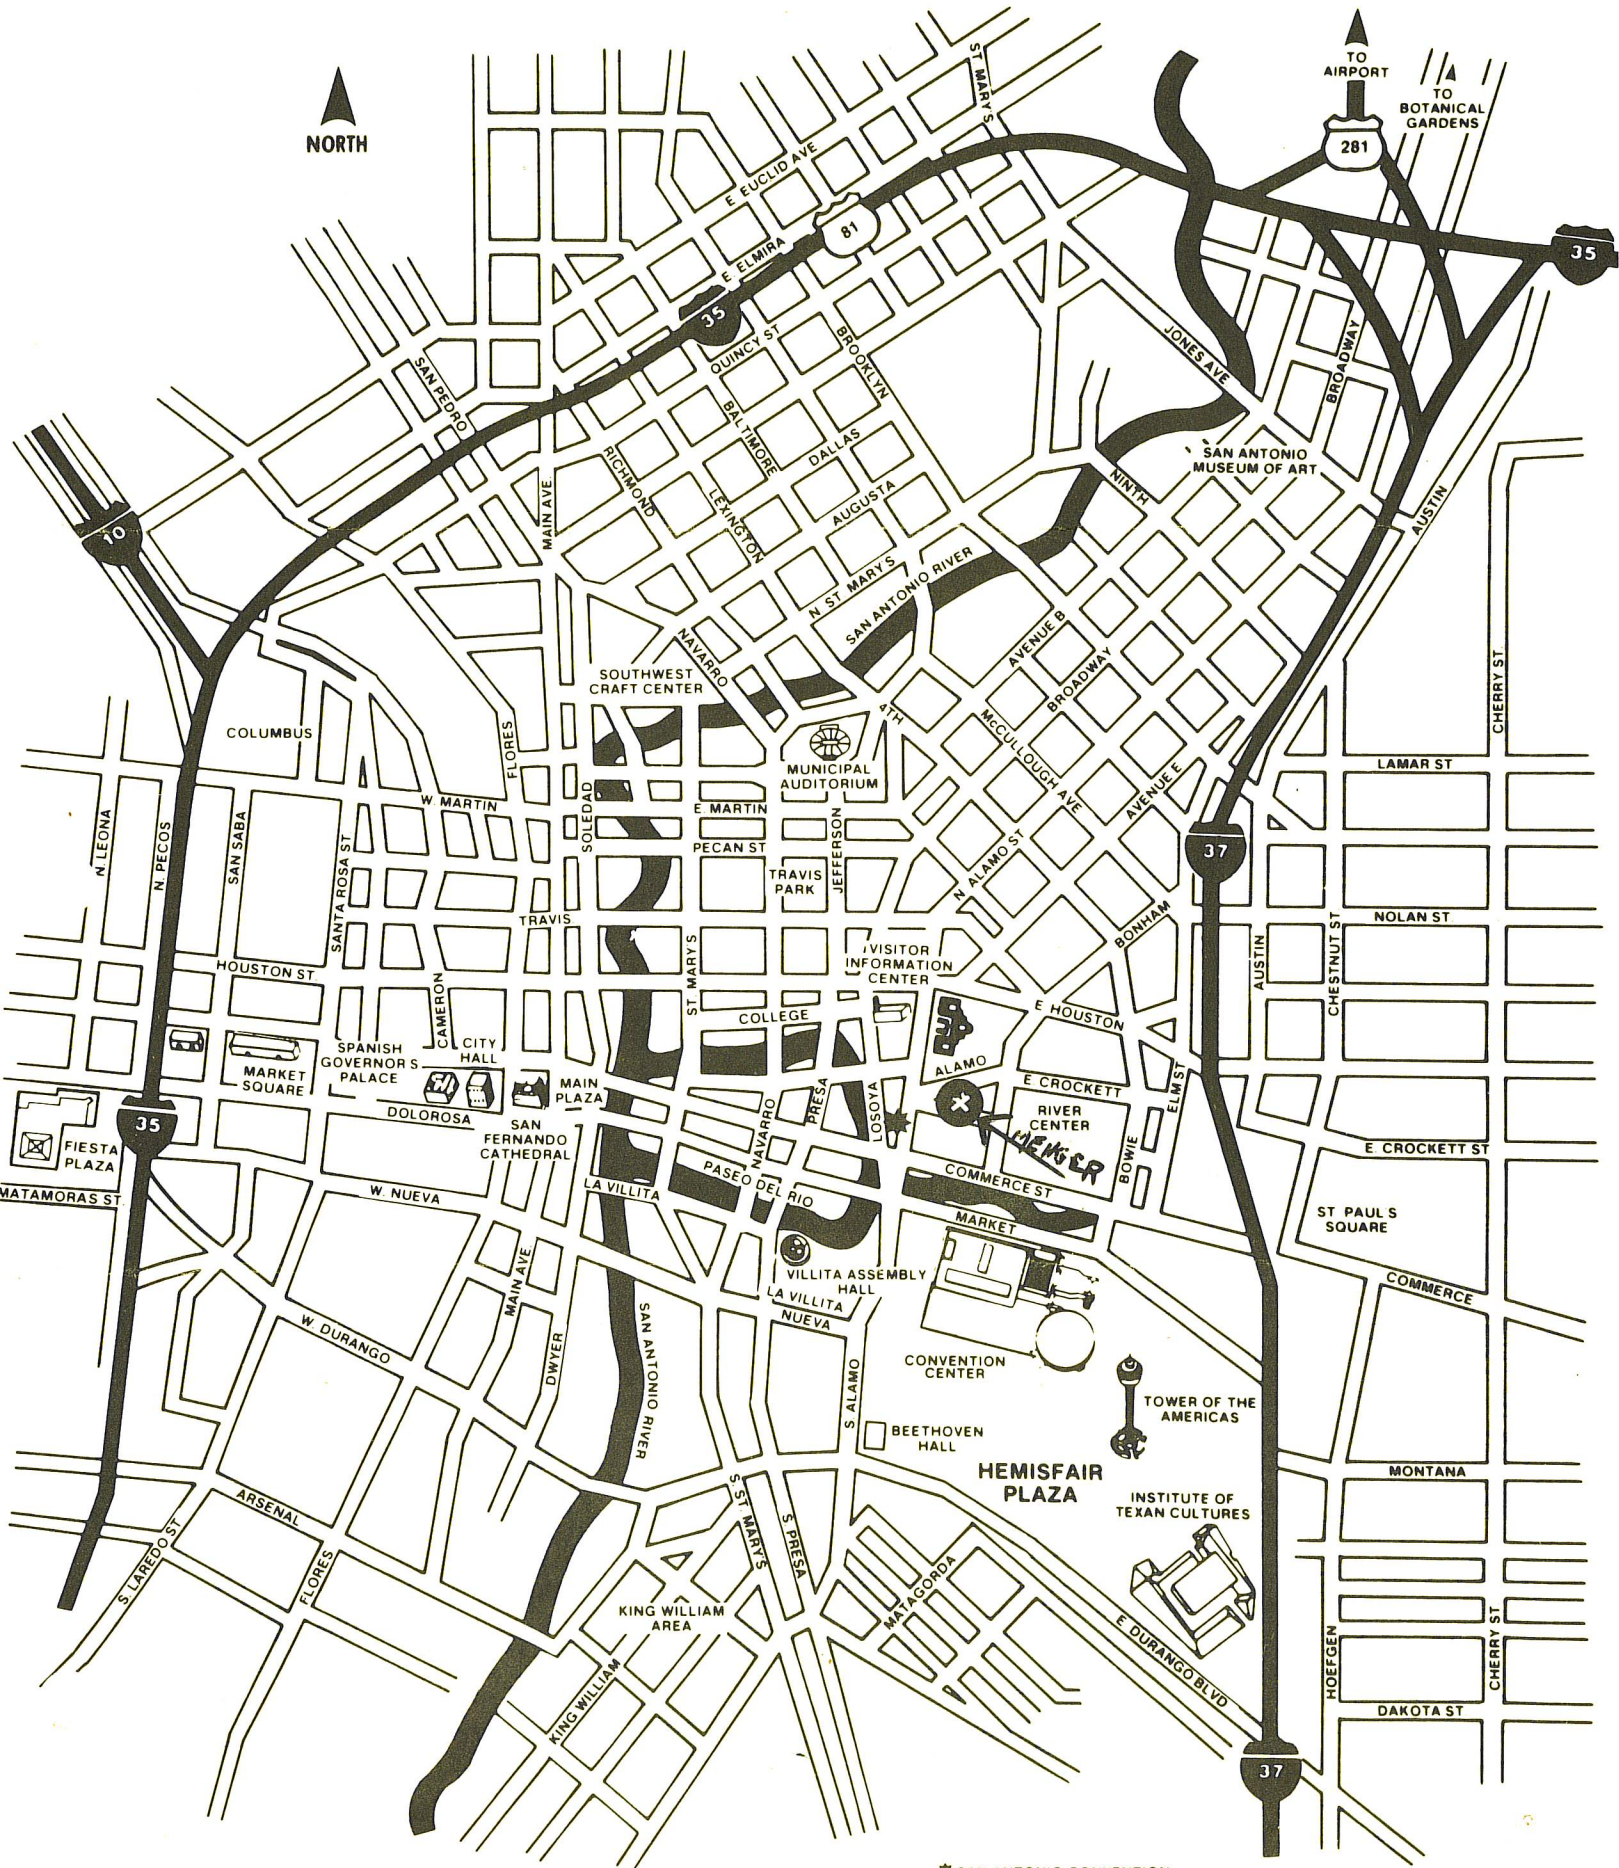 NORTH
TO
AIRPORT
TO
BOTANICAL
GARDENS
281
ST MARY'S
E EUCLID AVE
81
E. ELMIRA
35
35
QUINCY ST
BROOKLYN
JONES AVE
BROADWAY
SAN PEDRO
BALTIMORE
DALLAS
RICHMOND
LEXINGTON
AUGUSTA
MAIN AVE.
SAN ANTONIO
MUSEUM OF ART
NINTH
AUSTIN
10
N. ST. MARY'S
SAN ANTONIO RIVER
AVENUE B
BROADWAY
CHERRY ST.
NAVARRO
SOUTHWEST
CRAFT CENTER
4TH
McCULLOUGH AVE
COLUMBUS
FLORES
MUNICIPAL
AUDITORIUM
AVENUE E
LAMAR ST
W. MARTIN
SOLEDAD
E. MARTIN
N. LEONA
N. PECOS
SAN SABA
SANTA ROSA ST
PECAN ST
JEFFERSON
37
TRAVIS
PARK
N ALAMO ST
TRAVIS
BONHAM
NOLAN ST
AUSTIN
CHESTNUT ST
VISITOR
INFORMATION
CENTER
HOUSTON ST.
CAMERON
ST. MARY'S
COLLEGE
E HOUSTON
SPANISH
GOVERNOR S
PALACE
CITY
HALL
MARKET
SQUARE
ALAMO
E. CROCKETT
ELM ST
MAIN
PLAZA
PRESA
LOSOYA
RIVER
CENTER
MENGER
DOLOROSA
NAVARRO
35
FIESTA
PLAZA
SAN
FERNANDO
CATHEDRAL
BOWIE
E. CROCKETT ST
MATAMORAS ST.
W. NUEVA
LA VILLITA
PASEO DEL RIO
COMMERCE ST
MARKET
ST PAUL S
SQUARE
MAIN AVE.
VILLITA ASSEMBLY
HALL
LA VILLITA
NUEVA
COMMERCE
W. DURANGO
DWYER
SAN ANTONIO RIVER
S. ALAMO
CONVENTION
CENTER
TOWER OF THE
AMERICAS
BEETHOVEN
HALL
HEMISFAIR
PLAZA
MONTANA
ARSENAL
S. LAREDO ST
FLORES
S. ST. MARY'S
S. PRESA
INSTITUTE OF
TEXAN CULTURES
MATAGORDA
KING WILLIAM
AREA
KING WILLIAM
E. DURANGO BLVD
HOEFGEN
CHERRY ST
DAKOTA ST
37